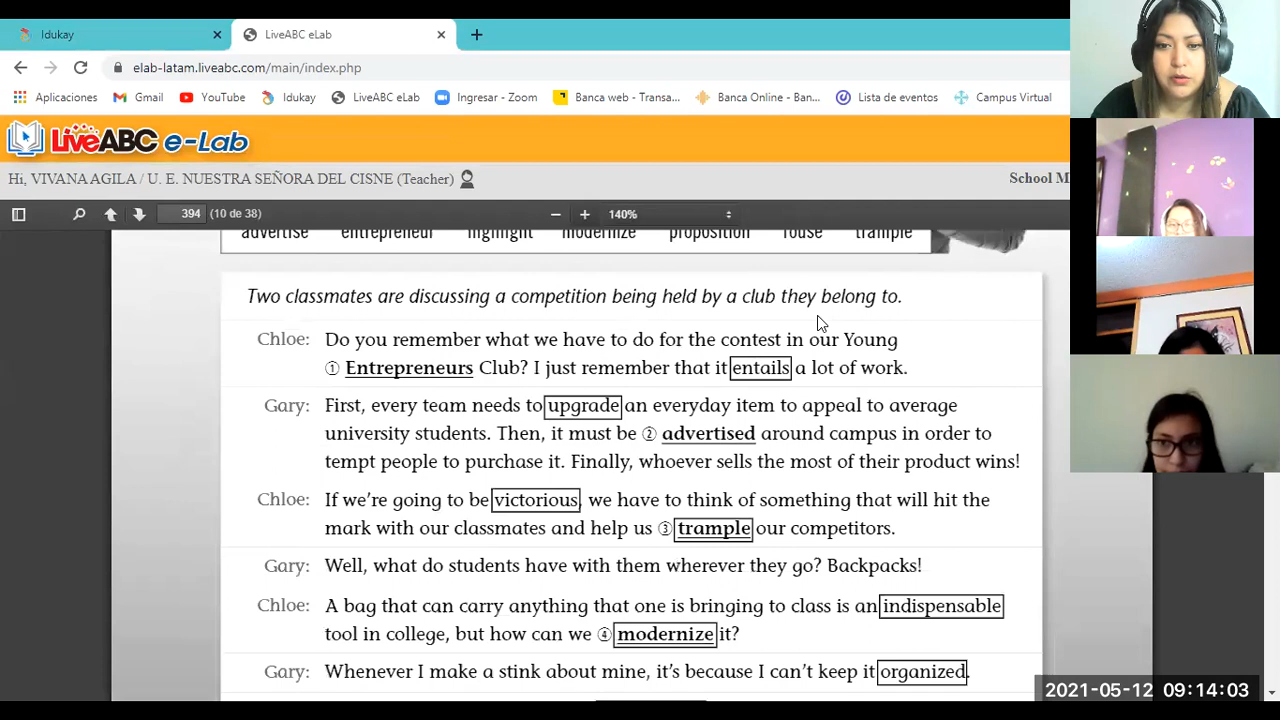 Idukay
LiveABC eLab
elab-latam.liveabc.com/main/index.php
Aplicaciones Gmail YouTube Idukay LiveABC eLab Ingresar - Zoom Banca web - Transa... Banca Online - Ban... Lista de eventos Campus Virtual
LiveABC e-Lab
Hi, VIVANA AGILA / U. E. NUESTRA SEÑORA DEL CISNE (Teacher) School M
394 (10 de 38) 140%
advertise entrepreneur highlight modernize proposition rouse trample
Two classmates are discussing a competition being held by a club they belong to.
Chloe: Do you remember what we have to do for the contest in our Young
① Entrepreneurs Club? I just remember that it entails a lot of work.
Gary: First, every team needs to upgrade an everyday item to appeal to average
university students. Then, it must be ② advertised around campus in order to
tempt people to purchase it. Finally, whoever sells the most of their product wins!
Chloe: If we're going to be victorious, we have to think of something that will hit the
mark with our classmates and help us ③ trample our competitors.
Gary: Well, what do students have with them wherever they go? Backpacks!
Chloe: A bag that can carry anything that one is bringing to class is an indispensable
tool in college, but how can we ④ modernize it?
Gary: Whenever I make a stink about mine, it's because I can't keep it organized.
2021-05-12 09:14:03